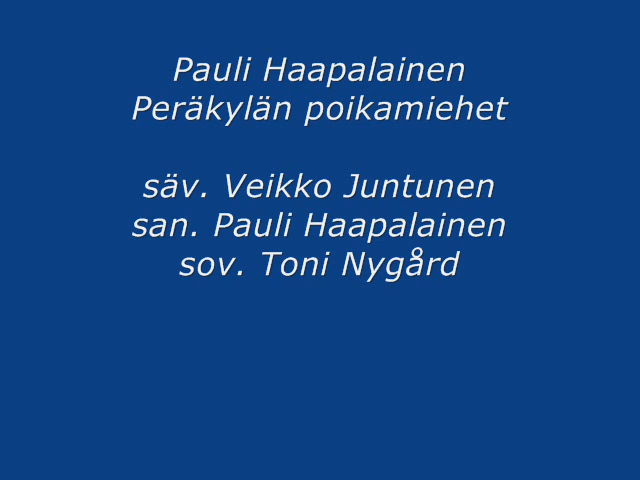 Pauli Haapalainen
Peräkylän poikamiehet
säv. Veikko Juntunen
san. Pauli Haapalainen
sov. Toni Nygård